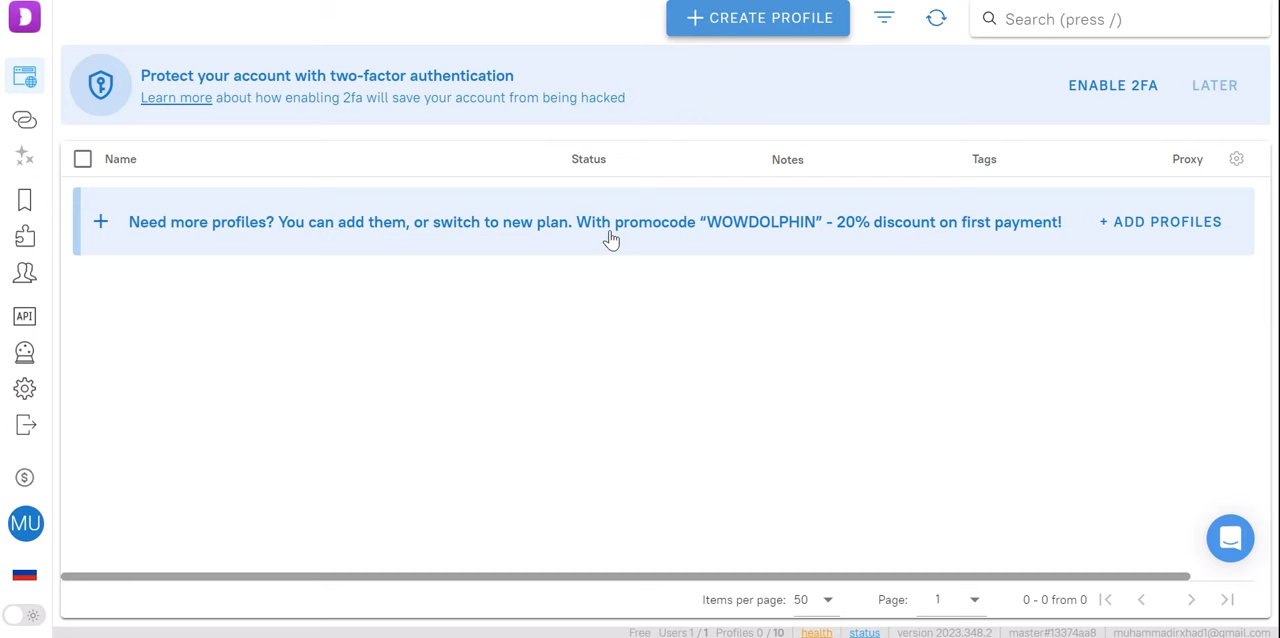 CREATE PROFILE
Search (press /)
Protect your account with two-factor authentication
Learn more about how enabling 2fa will save your account from being hacked
ENABLE 2FA
LATER
Name
Status
Notes
Tags
Proxy
Need more profiles? You can add them, or switch to new plan. With promocode “WOWDOLPHIN” - 20% discount on first payment!
+ ADD PROFILES
API
MU
Items per page: 50
Page: 1
0 - 0 from 0
Free Users 1 / 1 Profiles 0 / 10 health status version 2023.348.2 master#13374aa8 muhammadirxhad1@gmail.com